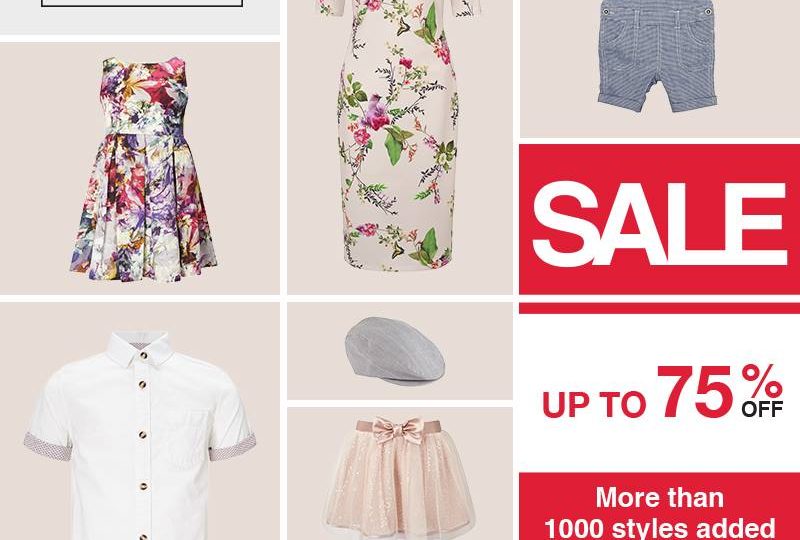 SALE
UP TO 75%
OFF
More than
1000 styles added